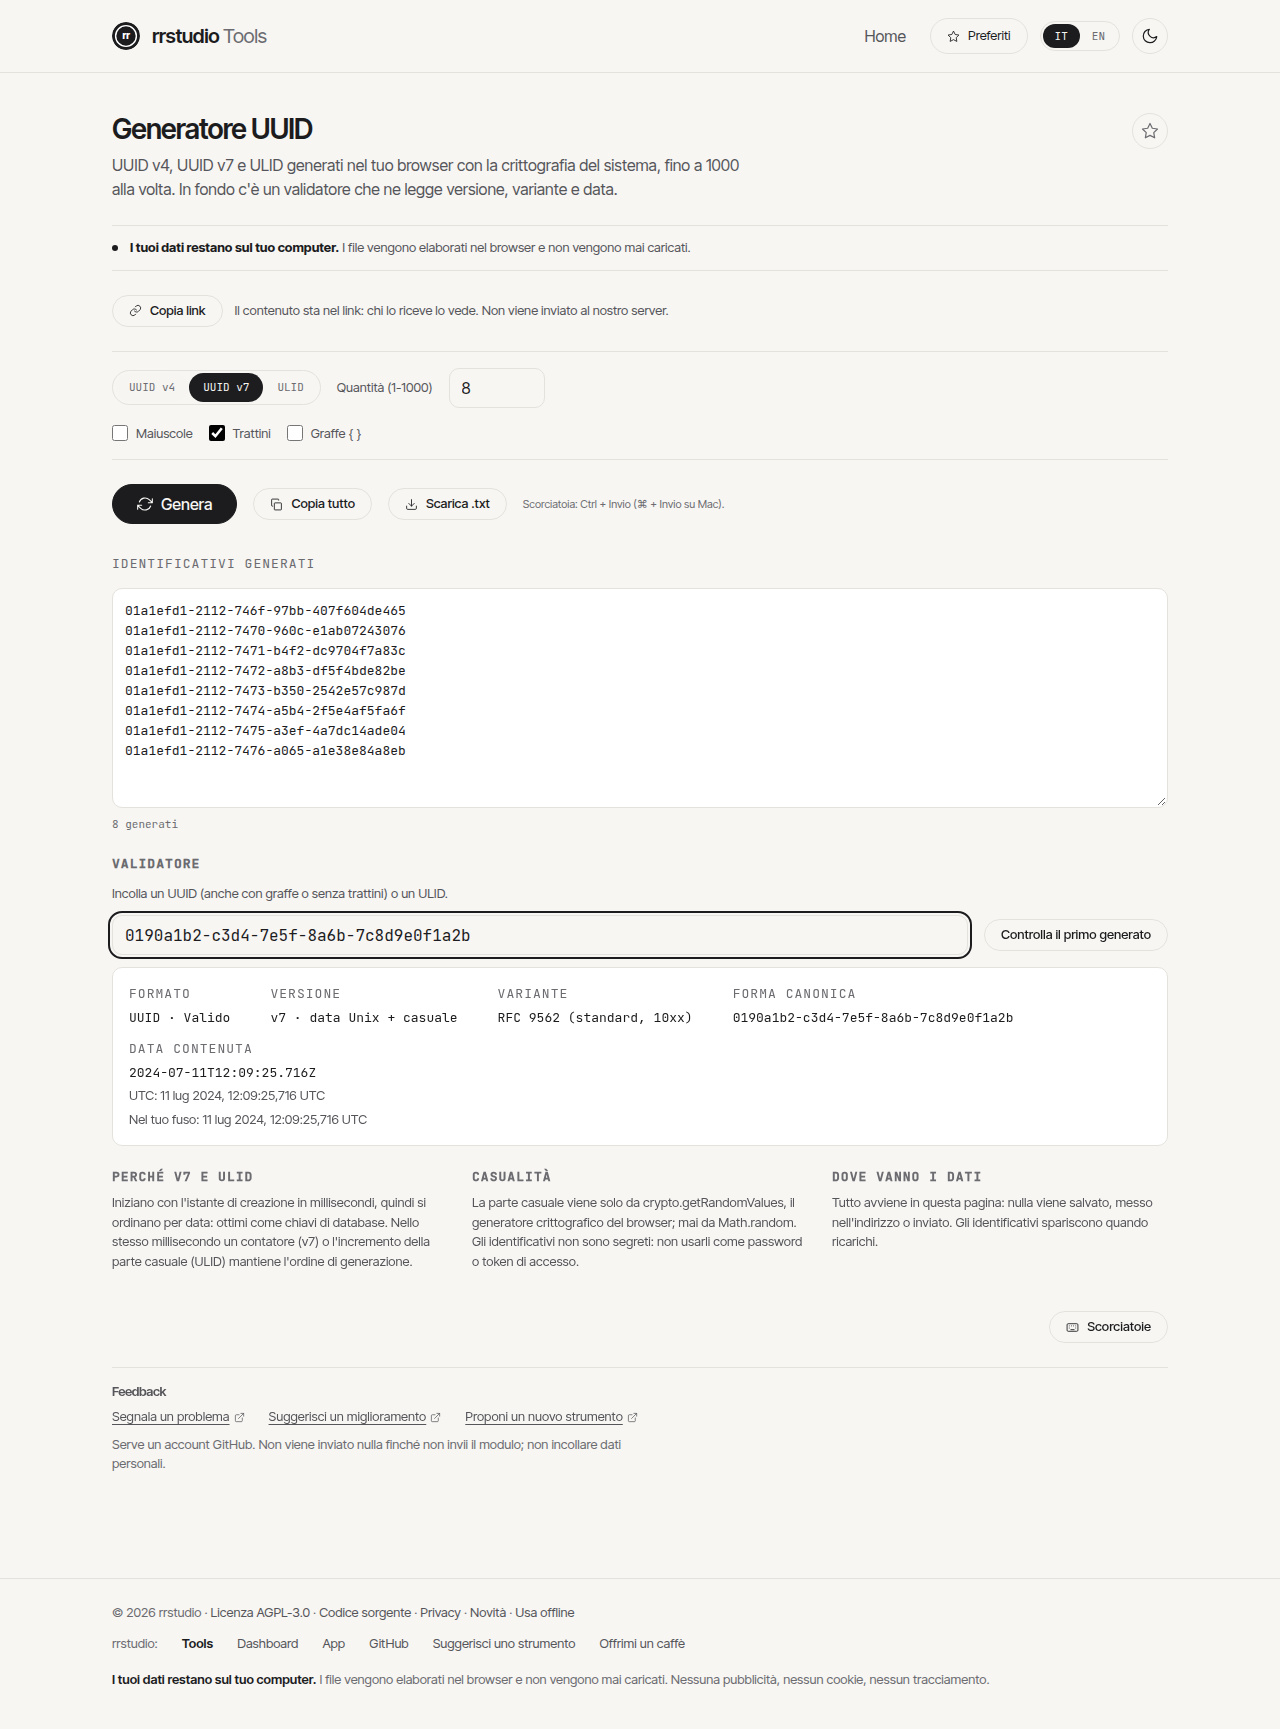 rr rrstudio Tools
Home
Preferiti
IT EN
Generatore UUID
UUID v4, UUID v7 e ULID generati nel tuo browser con la crittografia del sistema, fino a 1000
alla volta. In fondo c'è un validatore che ne legge versione, variante e data.
I tuoi dati restano sul tuo computer. I file vengono elaborati nel browser e non vengono mai caricati.
Copia link
Il contenuto sta nel link: chi lo riceve lo vede. Non viene inviato al nostro server.
UUID v4 UUID v7 ULID Quantità (1-1000) 8
Maiuscole Trattini Graffe { }
Genera Copia tutto Scarica .txt Scorciatoia: Ctrl + Invio (⌘ + Invio su Mac).
IDENTIFICATIVI GENERATI
01a1efd1-2112-746f-97bb-407f604de465
01a1efd1-2112-7470-960c-e1ab07243076
01a1efd1-2112-7471-b4f2-dc9704f7a83c
01a1efd1-2112-7472-a8b3-df5f4bde82be
01a1efd1-2112-7473-b350-2542e57c987d
01a1efd1-2112-7474-a5b4-2f5e4af5fa6f
01a1efd1-2112-7475-a3ef-4a7dc14ade04
01a1efd1-2112-7476-a065-a1e38e84a8eb
8 generati
VALIDATORE
Incolla un UUID (anche con graffe o senza trattini) o un ULID.
0190a1b2-c3d4-7e5f-8a6b-7c8d9e0f1a2b
Controlla il primo generato
FORMATO
UUID · Valido
VERSIONE
v7 · data Unix + casuale
VARIANTE
RFC 9562 (standard, 10xx)
FORMA CANONICA
0190a1b2-c3d4-7e5f-8a6b-7c8d9e0f1a2b
DATA CONTENUTA
2024-07-11T12:09:25.716Z
UTC: 11 lug 2024, 12:09:25,716 UTC
Nel tuo fuso: 11 lug 2024, 12:09:25,716 UTC
PERCHÉ V7 E ULID
Iniziano con l'istante di creazione in millisecondi, quindi si
ordinano per data: ottimi come chiavi di database. Nello
stesso millisecondo un contatore (v7) o l'incremento della
parte casuale (ULID) mantiene l'ordine di generazione.
CASUALITÀ
La parte casuale viene solo da crypto.getRandomValues, il
generatore crittografico del browser; mai da Math.random.
Gli identificativi non sono segreti: non usarli come password
o token di accesso.
DOVE VANNO I DATI
Tutto avviene in questa pagina: nulla viene salvato, messo
nell'indirizzo o inviato. Gli identificativi spariscono quando
ricarichi.
Scorciatoie
Feedback
Segnala un problema Suggerisci un miglioramento Proponi un nuovo strumento
Serve un account GitHub. Non viene inviato nulla finché non invii il modulo; non incollare dati
personali.
© 2026 rrstudio · Licenza AGPL-3.0 · Codice sorgente · Privacy · Novità · Usa offline
rrstudio: Tools Dashboard App GitHub Suggerisci uno strumento Offrimi un caffè
I tuoi dati restano sul tuo computer. I file vengono elaborati nel browser e non vengono mai caricati. Nessuna pubblicità, nessun cookie, nessun tracciamento.